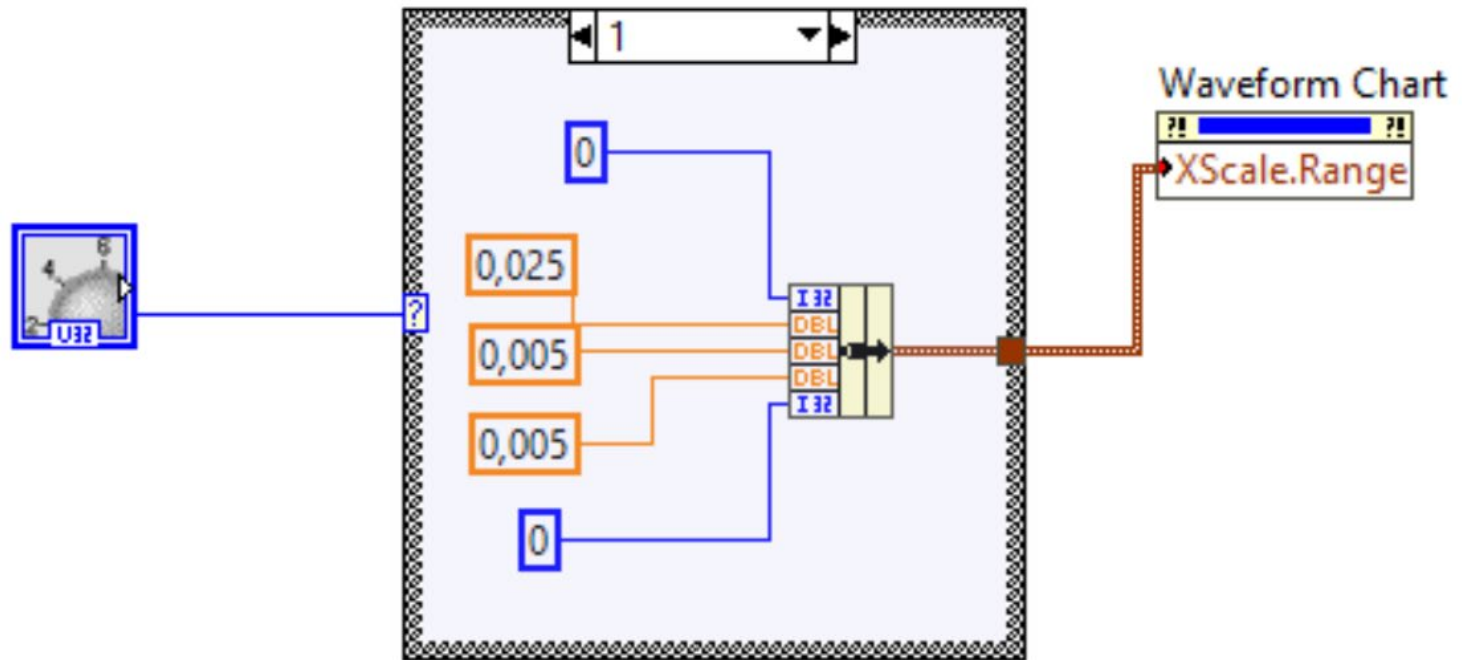 1
Waveform Chart
?! ?!
XScale.Range
0
0,025
0,005
0,005
0
I32
DBL
DBL
DBL
I32
2 4 6
U32
?